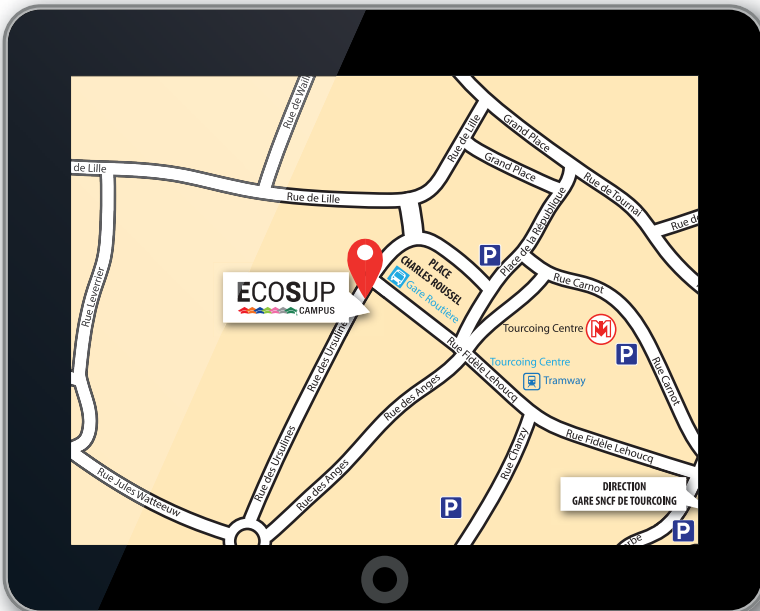 Rue de Wail
Grand Place
Rue de Lille
Grand Place
de Lille
Rue de Lille
Rue de Tournai
Rue de
Place de la République
P
PLACE
CHARLES ROUSSEL
Gare Routière
ECOSUP
CAMPUS
Rue Carnot
Rue Leverrier
Rue des Ursulines
Tourcoing Centre
M
P
Rue Fidèle Lehoucq
Tourcoing Centre
Tramway
Rue Carnot
Rue des Anges
Rue Chanzy
Rue Fidèle Lehoucq
Rue des Ursulines
Rue des Anges
Rue Jules Watteeuw
DIRECTION
GARE SNCF DE TOURCOING
P
P
rbe